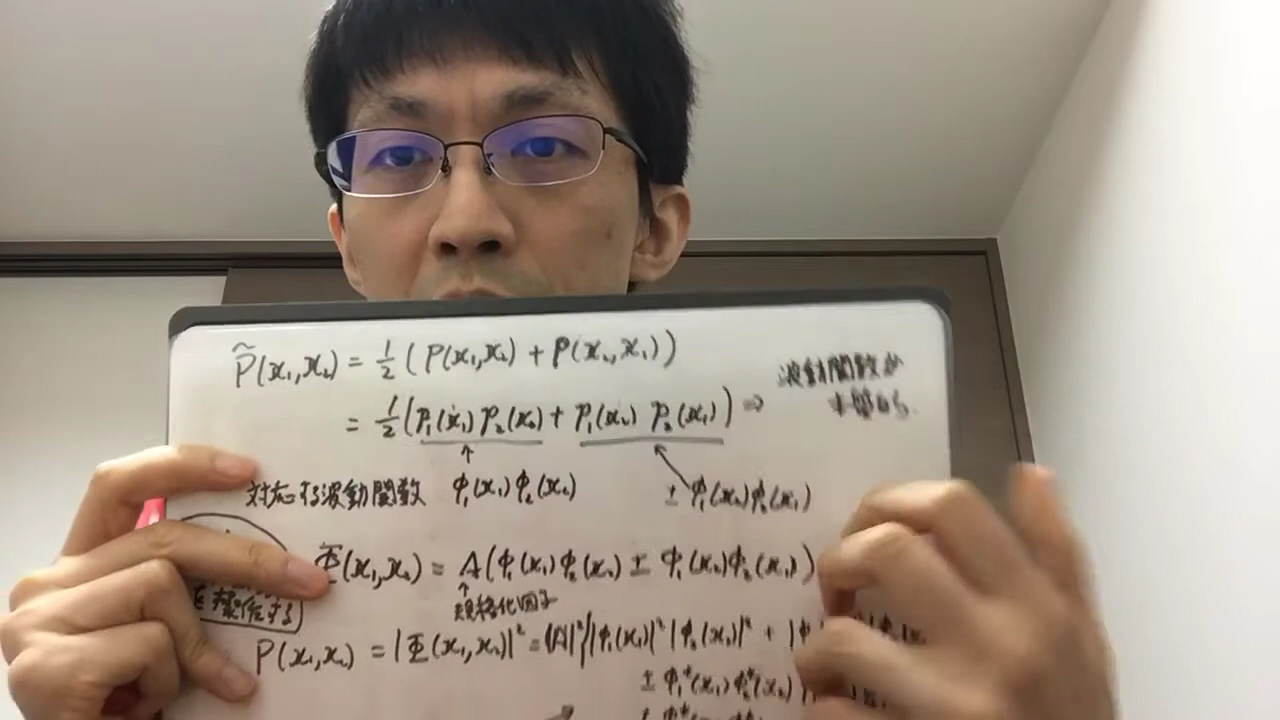 P̃(x₁,x₂) = 1/2 (P(x₁,x₂) + P(x₂,x₁))
= 1/2 (P₁(x₁) P₂(x₂) + P₁(x₂) P₂(x₁)) ⇒
波動関数が
本質的
↑
対応する波動関数 φ₁(x₁)φ₂(x₂) ± φ₁(x₂)φ₂(x₁)
Φ(x₁,x₂) = A(φ₁(x₁)φ₂(x₂) ± φ₁(x₂)φ₂(x₁))
↑
規格化因子
を操作する
P(x₁,x₂) = |Φ(x₁,x₂)|² = |A|² |φ₁(x₁)|² |φ₂(x₂)|² +
± φ₁*(x₁) φ₂*(x₂)